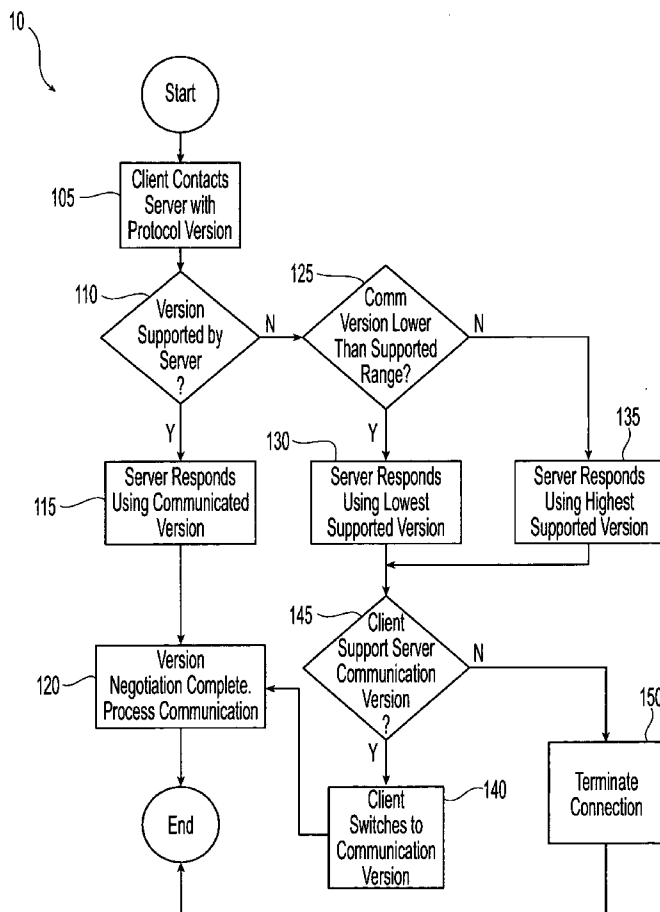 10
Start
105
Client Contacts
Server with
Protocol Version
110
Version
Supported by
Server
?
N
Y
125
Comm
Version Lower
Than Supported
Range?
N
Y
115
Server Responds
Using Communicated
Version
130
Server Responds
Using Lowest
Supported Version
135
Server Responds
Using Highest
Supported Version
145
Client
Support Server
Communication
Version
?
N
Y
120
Version
Negotiation Complete.
Process Communication
140
Client
Switches to
Communication
Version
150
Terminate
Connection
End